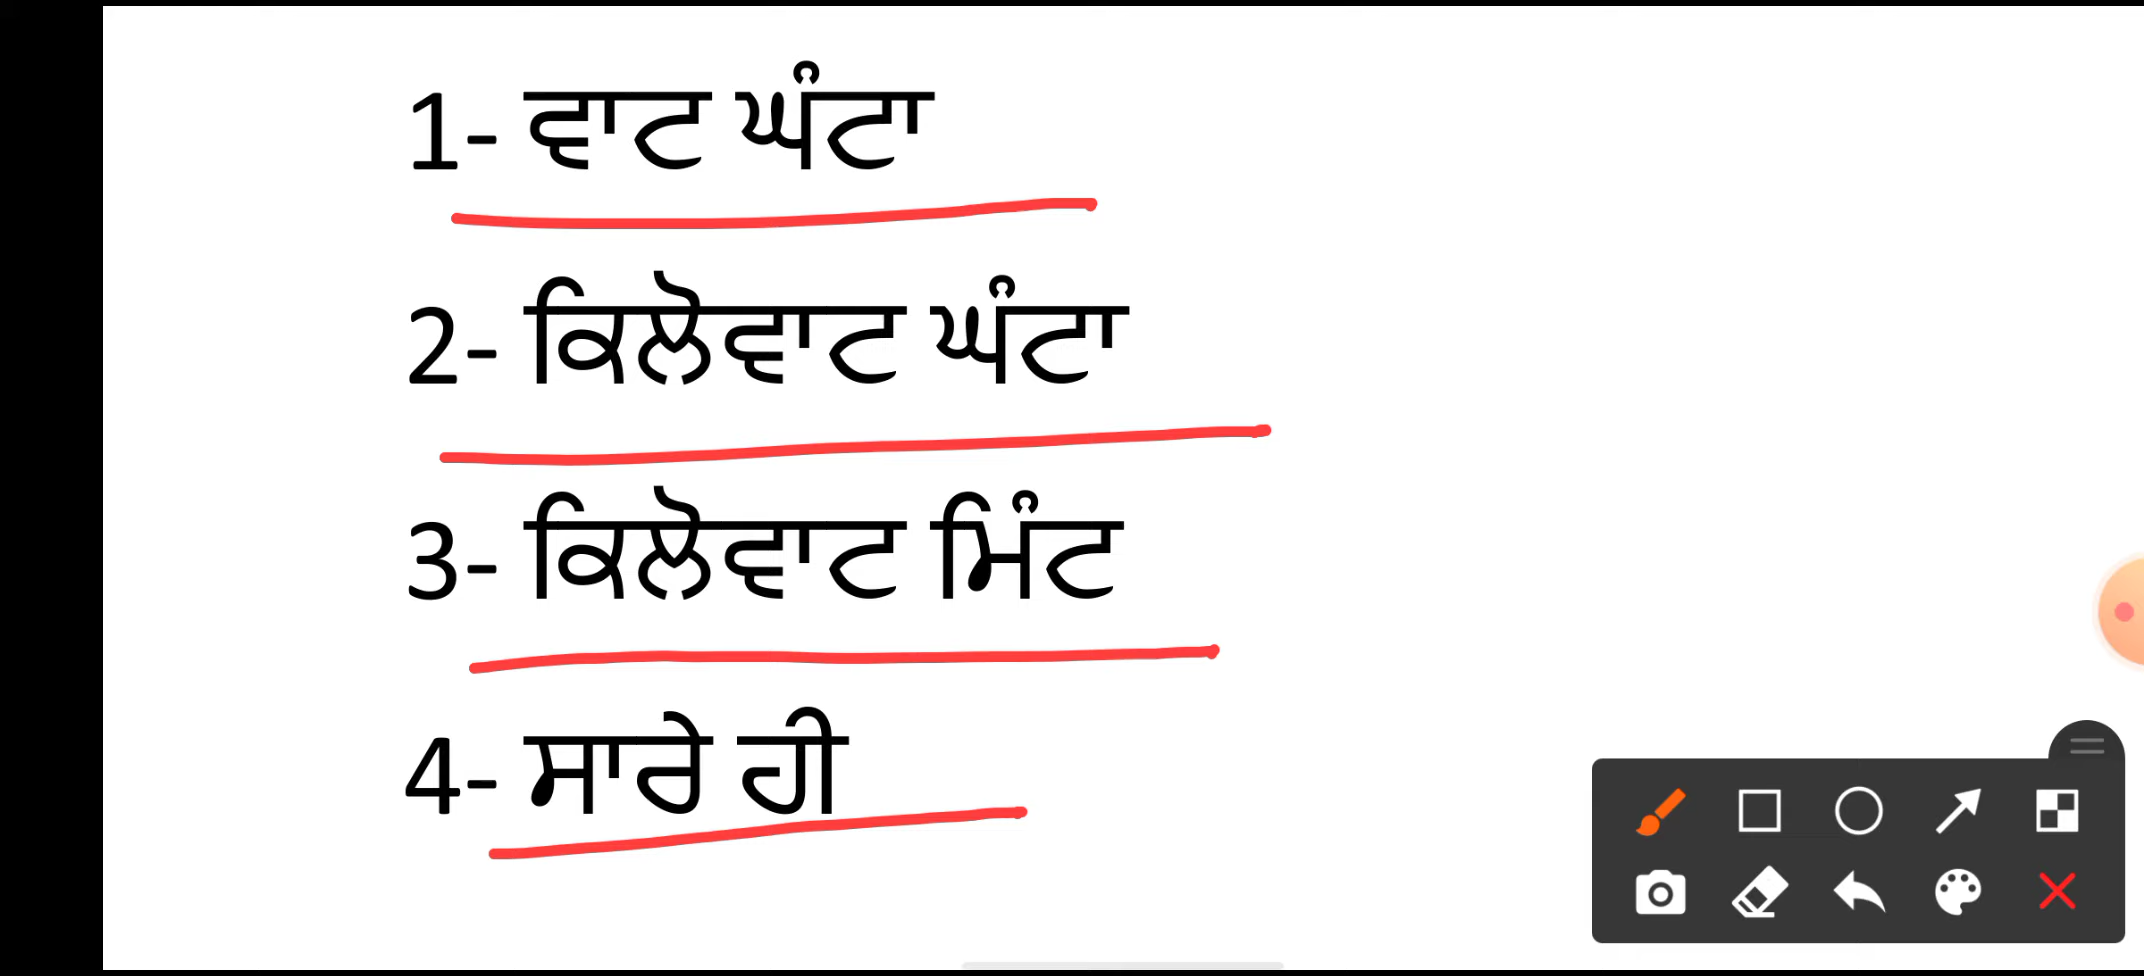 1- ਵਾਟ ਘੰਟਾ
2- ਕਿਲੋਵਾਟ ਘੰਟਾ
3- ਕਿਲੋਵਾਟ ਮਿੰਟ
4- ਸਾਰੇ ਹੀ